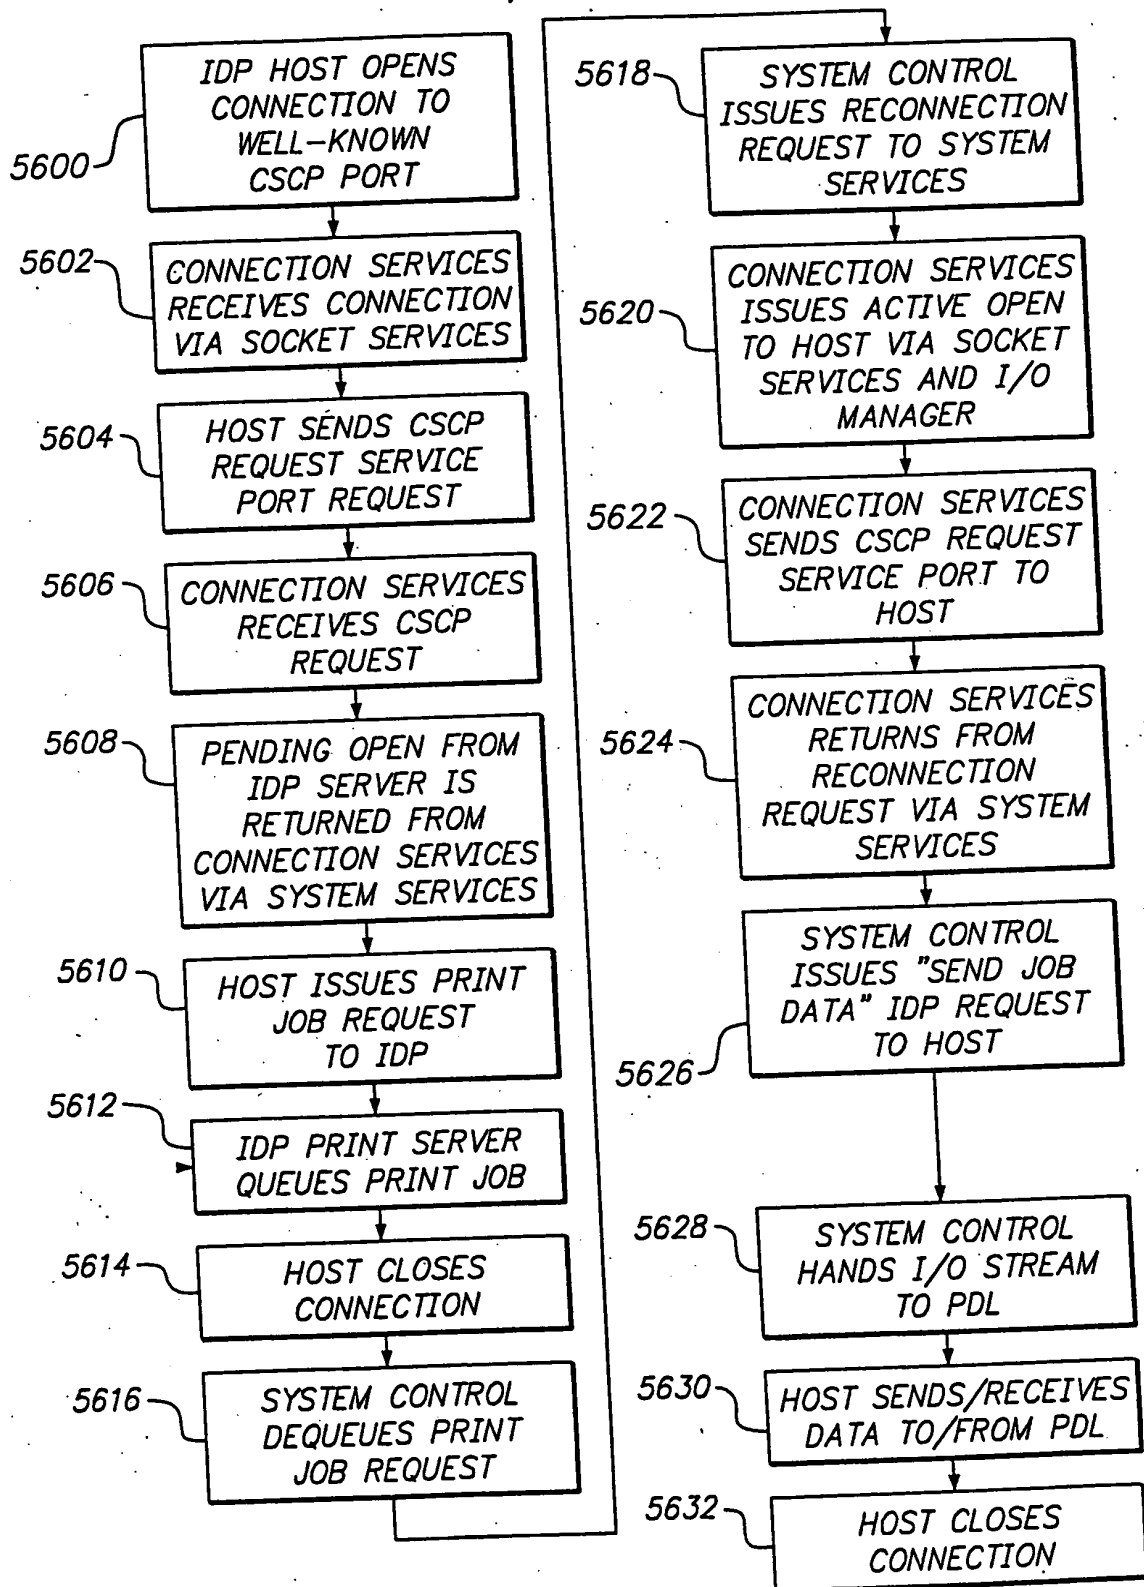 5600
IDP HOST OPENS
CONNECTION TO
WELL-KNOWN
CSCP PORT
5602
CONNECTION SERVICES
RECEIVES CONNECTION
VIA SOCKET SERVICES
5604
HOST SENDS CSCP
REQUEST SERVICE
PORT REQUEST
5606
CONNECTION SERVICES
RECEIVES CSCP
REQUEST
5608
PENDING OPEN FROM
IDP SERVER IS
RETURNED FROM
CONNECTION SERVICES
VIA SYSTEM SERVICES
5610
HOST ISSUES PRINT
JOB REQUEST
TO IDP
5612
IDP PRINT SERVER
QUEUES PRINT JOB
5614
HOST CLOSES
CONNECTION
5616
SYSTEM CONTROL
DEQUEUES PRINT
JOB REQUEST
5618
SYSTEM CONTROL
ISSUES RECONNECTION
REQUEST TO SYSTEM
SERVICES
5620
CONNECTION SERVICES
ISSUES ACTIVE OPEN
TO HOST VIA SOCKET
SERVICES AND I/O
MANAGER
5622
CONNECTION SERVICES
SENDS CSCP REQUEST
SERVICE PORT TO
HOST
5624
CONNECTION SERVICES
RETURNS FROM
RECONNECTION
REQUEST VIA SYSTEM
SERVICES
5626
SYSTEM CONTROL
ISSUES "SEND JOB
DATA" IDP REQUEST
TO HOST
5628
SYSTEM CONTROL
HANDS I/O STREAM
TO PDL
5630
HOST SENDS/RECEIVES
DATA TO/FROM PDL
5632
HOST CLOSES
CONNECTION